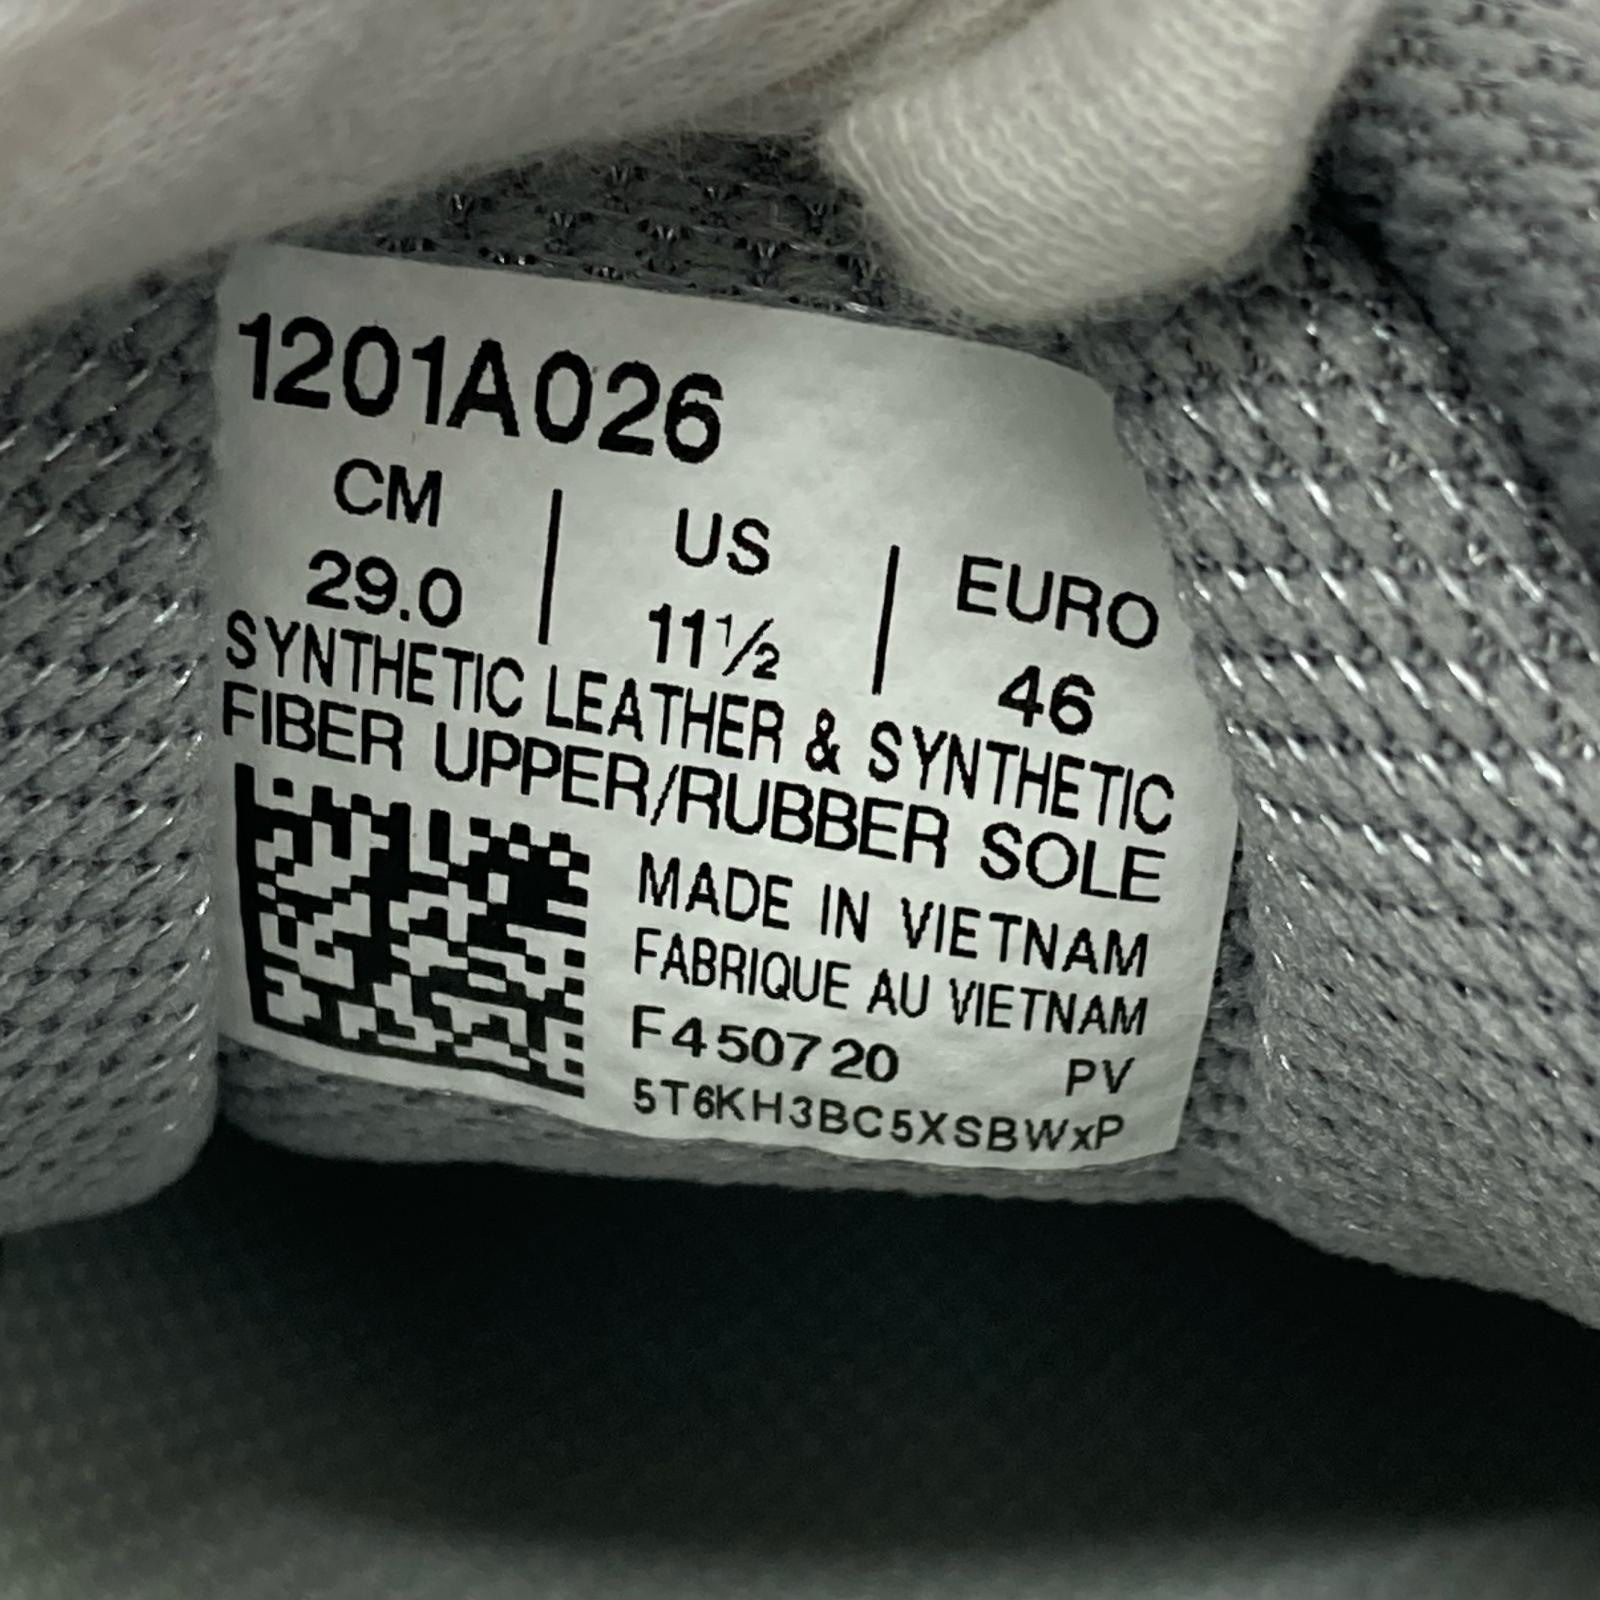 1201A026
CM | US | EURO
29.0 | 11½ | 46
SYNTHETIC LEATHER & SYNTHETIC
FIBER UPPER/RUBBER SOLE
MADE IN VIETNAM
FABRIQUE AU VIETNAM
F450720 PV
5T6KH3BC5XSBWxP